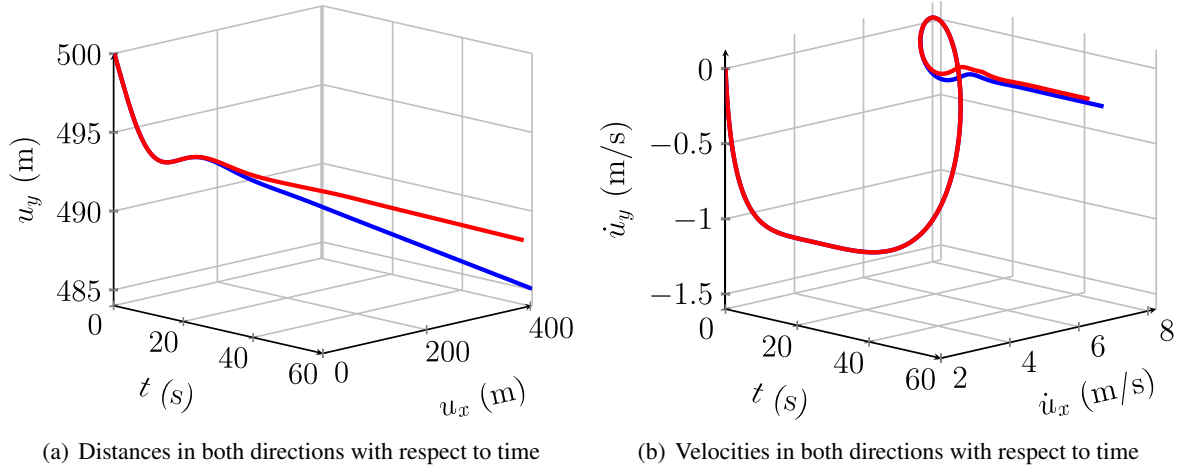 500
495
490
485
u_y (m)
0
20
40
60
t (s)
0
200
400
u_x (m)
(a) Distances in both directions with respect to time
0
−0.5
−1
−1.5
u̇_y (m/s)
0
20
40
60
t (s)
2
4
6
8
u̇_x (m/s)
(b) Velocities in both directions with respect to time